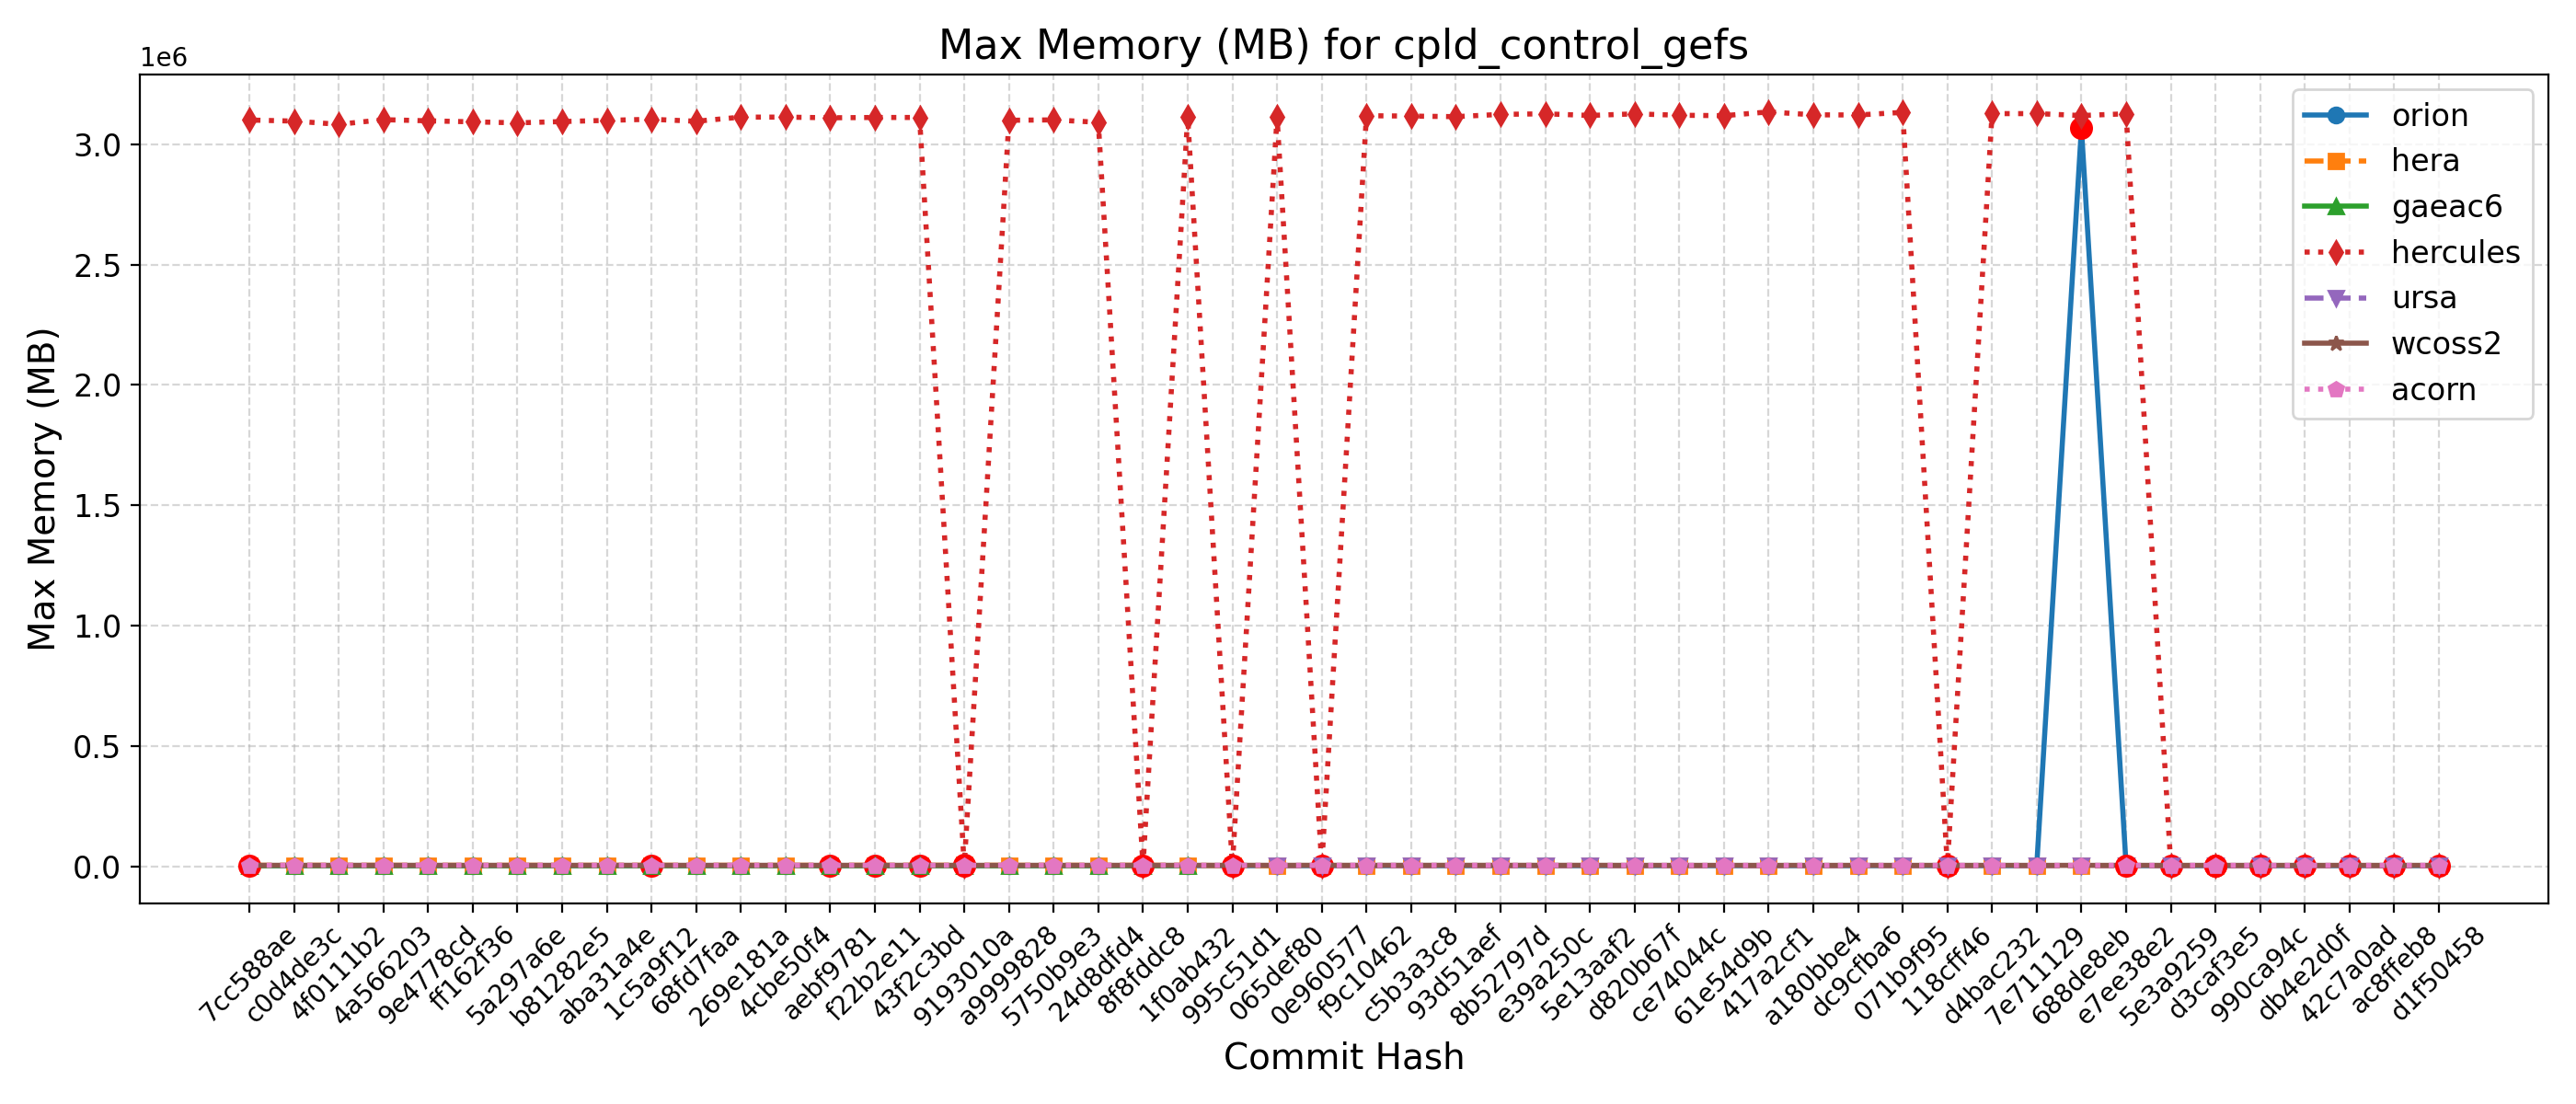 Max Memory (MB) for cpld_control_gefs
1e6
3.0
2.5
2.0
1.5
1.0
0.5
0.0
Max Memory (MB)
orion
hera
gaeac6
hercules
ursa
wcoss2
acorn
7cc588ae
c0d4de3c
4f0111b2
4a566203
9e4778cd
ff162f36
5a297a6e
b81282e5
aba31a4e
1c5a9f12
68fd7faa
269e181a
4cbe50f4
aebf9781
f22b2e11
43f2c3bd
9193010a
a9999828
5750b9e3
24d8dfd4
8f8fddc8
1f0ab432
995c51d1
065def80
0e960577
f9c10462
c5b3a3c8
93d51aef
8b52797d
e39a250c
5e13aaf2
d820b67f
ce74044c
61e54d9b
417a2cf1
a180bbe4
dc9cfba6
071b9f95
118cff46
d4bac232
7e711129
688de8eb
e7ee38e2
5e3a9259
d3caf3e5
990ca94c
db4e2d0f
42c7a0ad
ac8ffeb8
d1f50458
Commit Hash